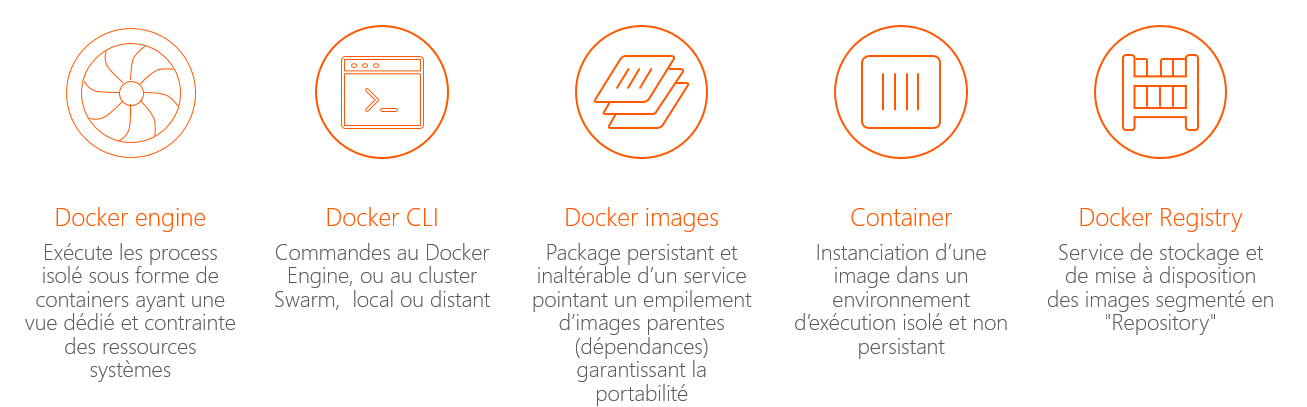 Docker engine
Exécute les process
isolé sous forme de
containers ayant une
vue dédié et contrainte
des ressources
systèmes
Docker CLI
Commandes au Docker
Engine, ou au cluster
Swarm,  local ou distant
Docker images
Package persistant et
inaltérable d’un service
pointant un empilement
d’images parentes
(dépendances)
garantissant la
portabilité
Container
Instanciation d’une
image dans un
environnement
d’exécution isolé et non
persistant
Docker Registry
Service de stockage et
de mise à disposition
des images segmenté en
"Repository"